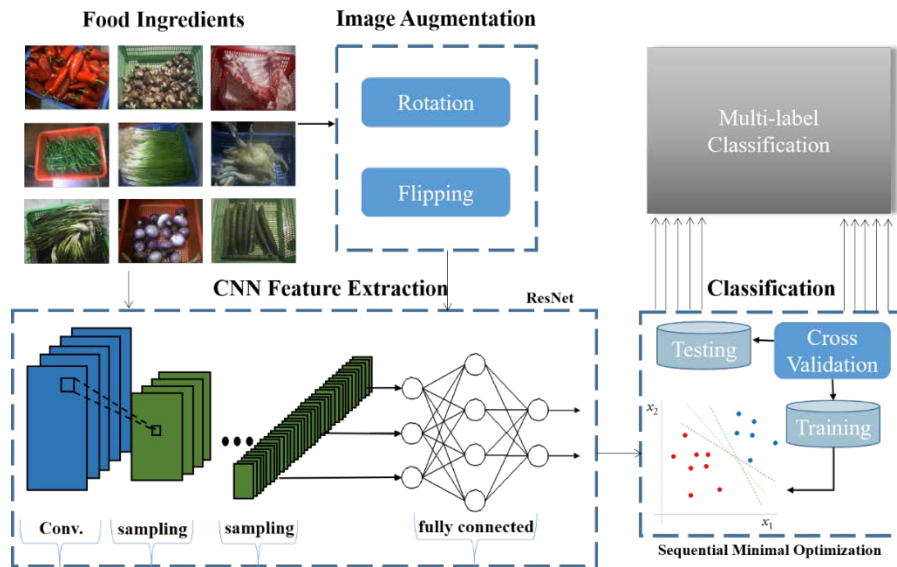 Food Ingredients
Image Augmentation
Rotation
Flipping
Multi-label
Classification
CNN Feature Extraction
ResNet
Classification
Testing
Cross
Validation
Training
x2
x1
Conv.
sampling
sampling
fully connected
Sequential Minimal Optimization